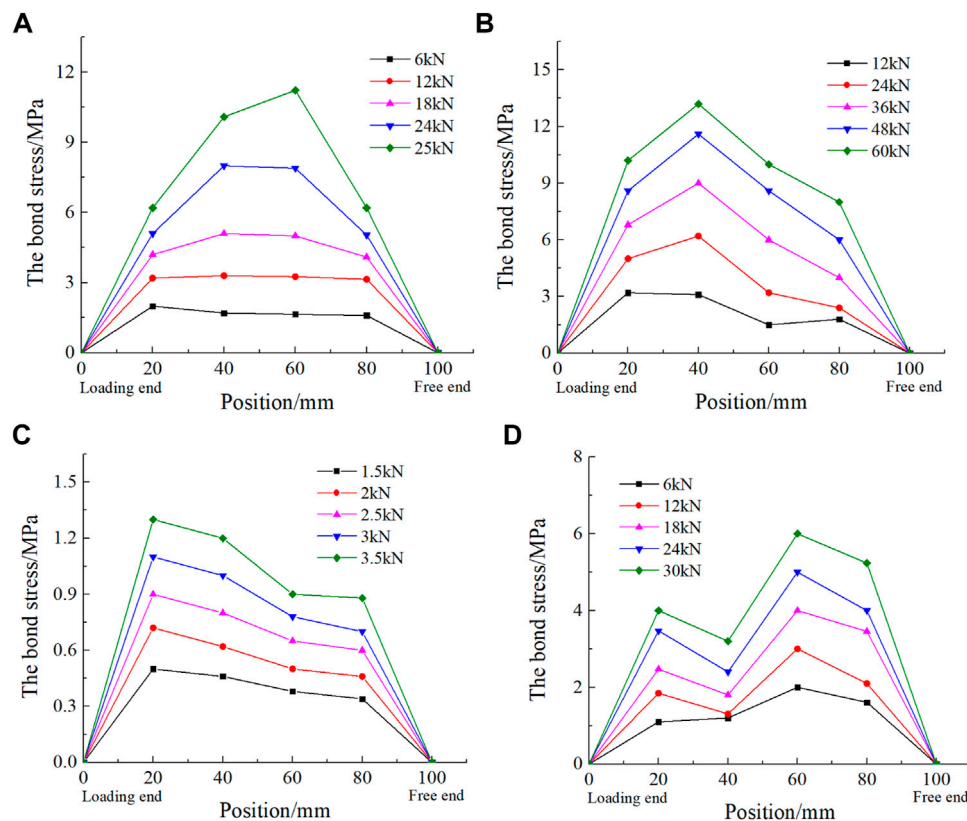 A
The bond stress/MPa
12
9
6
3
0
6kN
12kN
18kN
24kN
25kN
0 20 40 60 80 100
Loading end Free end
Position/mm
B
The bond stress/MPa
15
12
9
6
3
0
12kN
24kN
36kN
48kN
60kN
0 20 40 60 80 100
Loading end Free end
Position/mm
C
The bond stress/MPa
1.5
1.2
0.9
0.6
0.3
0.0
1.5kN
2kN
2.5kN
3kN
3.5kN
0 20 40 60 80 100
Loading end Free end
Position/mm
D
The bond stress/MPa
8
6
4
2
0
6kN
12kN
18kN
24kN
30kN
0 20 40 60 80 100
Loading end Free end
Position/mm